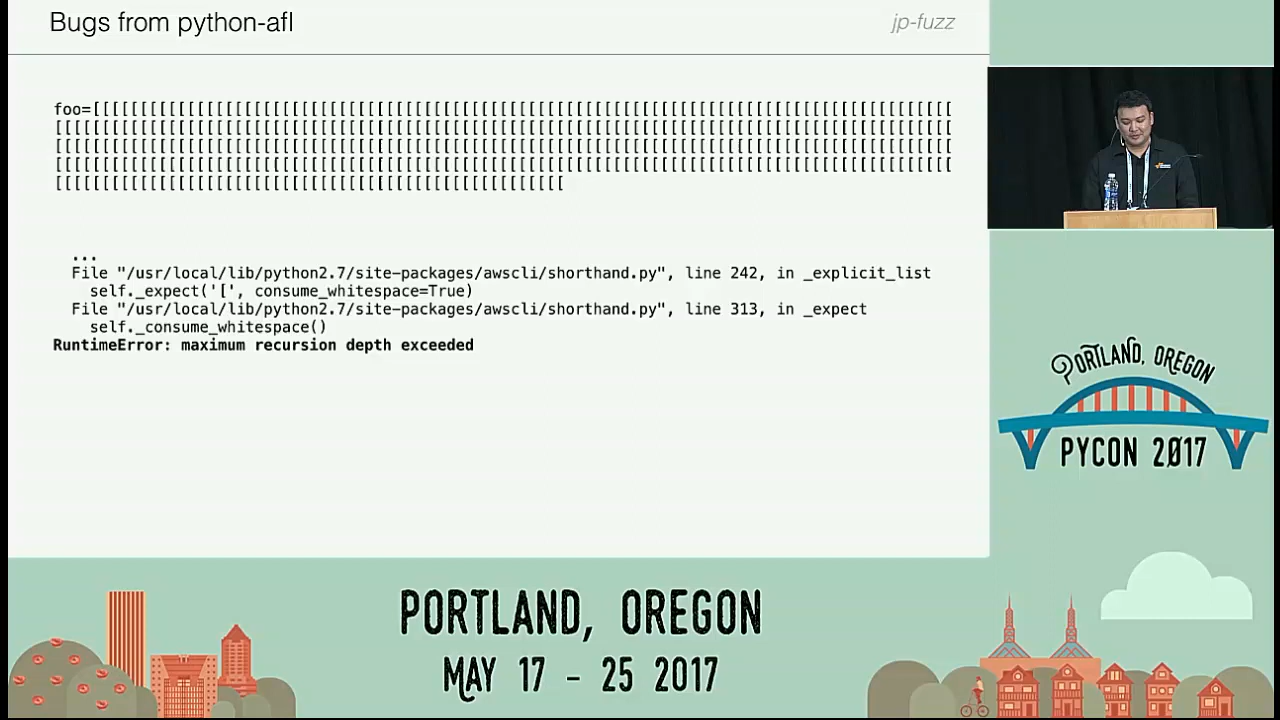 Bugs from python-afl
jp-fuzz
foo=[[[[[[[[[[[[[[[[[[[[[[[[[[[[[[[[[[[[[[[[[[[[[[[[[[[[[[[[[[[[[[[[[[[[[[[[[[[[[[[[[[[[[[[[[[[
[[[[[[[[[[[[[[[[[[[[[[[[[[[[[[[[[[[[[[[[[[[[[[[[[[[[[[[[[[[[[[[[[[[[[[[[[[[[[[[[[[[[[[[[[[[[[[[
[[[[[[[[[[[[[[[[[[[[[[[[[[[[[[[[[[[[[[[[[[[[[[[[[[[[[[[[[[[[[[[[[[[[[[[[[[[[[[[[[[[[[[[[[[[[[[[
[[[[[[[[[[[[[[[[[[[[[[[[[[[[[[[[[[[[[[[[[[[[[[[[[[[[[[[[[[[[[[[[[[[[[[[[[[[[[[[[[[[[[[[[[[[[[[[
[[[[[[[[[[[[[[[[[[[[[[[[[[[[[[[[[[[[[[[[[[[[[[[[[[[[[[
...
File "/usr/local/lib/python2.7/site-packages/awscli/shorthand.py", line 242, in _explicit_list
self._expect('[', consume_whitespace=True)
File "/usr/local/lib/python2.7/site-packages/awscli/shorthand.py", line 313, in _expect
self._consume_whitespace()
RuntimeError: maximum recursion depth exceeded
PORTLAND, OREGON
PYCON 2017
PORTLAND, OREGON
MAY 17 - 25 2017